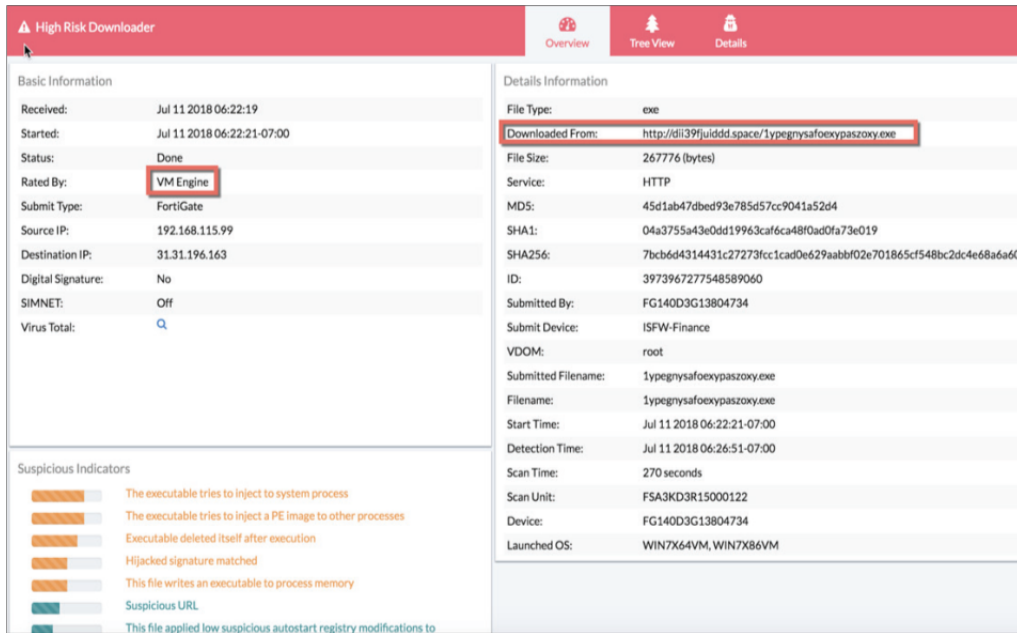 High Risk Downloader
Overview
Tree View
Details
Basic Information
Received: Jul 11 2018 06:22:19
Started: Jul 11 2018 06:22:21-07:00
Status: Done
Rated By: VM Engine
Submit Type: FortiGate
Source IP: 192.168.115.99
Destination IP: 31.31.196.163
Digital Signature: No
SIMNET: Off
Virus Total:
Suspicious Indicators
The executable tries to inject to system process
The executable tries to inject a PE image to other processes
Executable deleted itself after execution
Hijacked signature matched
This file writes an executable to process memory
Suspicious URL
This file applied low suspicious autostart registry modifications to
Details Information
File Type: exe
Downloaded From: http://dii39fjuiddd.space/1ypegnysafoexypaszoxy.exe
File Size: 267776 (bytes)
Service: HTTP
MD5: 45d1ab47dbed93e785d57cc9041a52d4
SHA1: 04a3755a43e0dd19963caf6ca48f0ad0fa73e019
SHA256: 7bcb6d4314431c27273fcc1cad0e629aabbf02e701865cf548bc2dc4e68a6a60
ID: 3973967277548589060
Submitted By: FG140D3G13804734
Submit Device: ISFW-Finance
VDOM: root
Submitted Filename: 1ypegnysafoexypaszoxy.exe
Filename: 1ypegnysafoexypaszoxy.exe
Start Time: Jul 11 2018 06:22:21-07:00
Detection Time: Jul 11 2018 06:26:51-07:00
Scan Time: 270 seconds
Scan Unit: FSA3KD3R15000122
Device: FG140D3G13804734
Launched OS: WIN7X64VM, WIN7X86VM